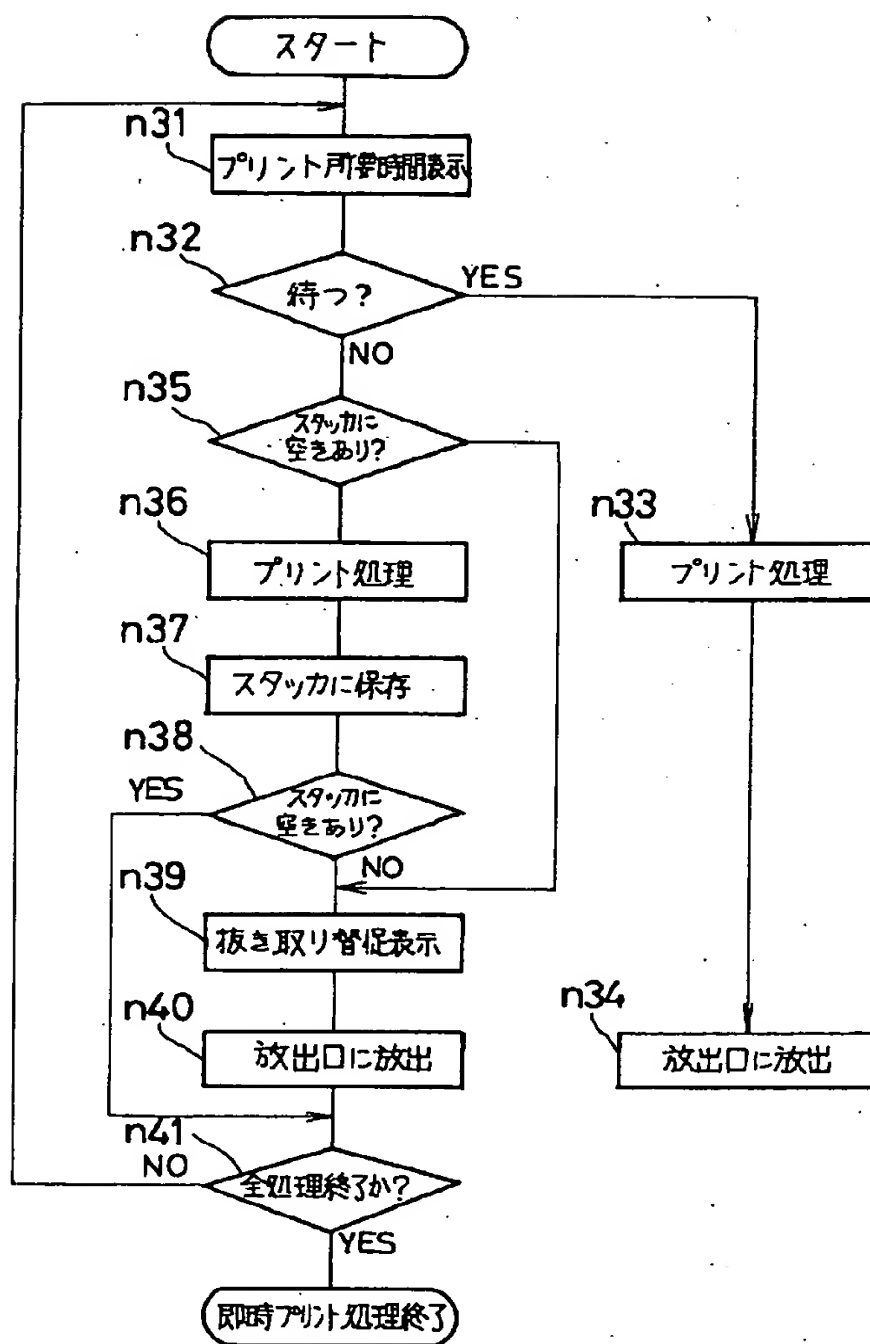 スタート
n31
プリント所要時間表示
n32
待つ?
YES
NO
n35
スタッカに
空きあり?
n36
プリント処理
n33
プリント処理
n37
スタッカに保存
n38
YES
スタッカに
空きあり?
NO
n39
抜き取り督促表示
n40
放出口に放出
n34
放出口に放出
n41
NO
全処理終了か?
YES
即時プリント処理終了